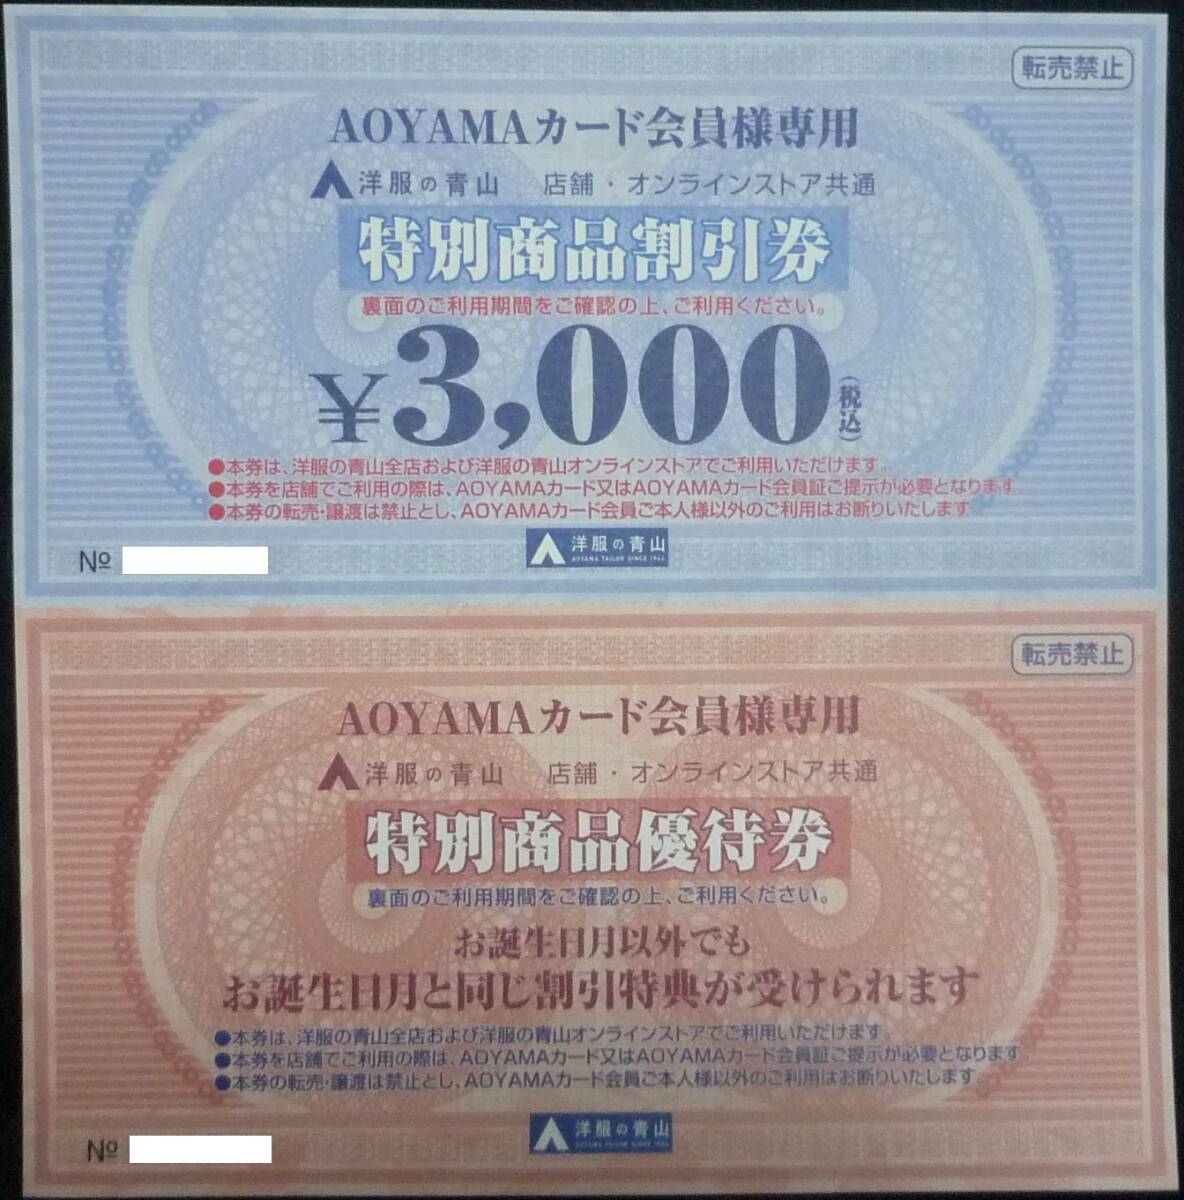 転売禁止
AOYAMAカード会員様専用
洋服の青山 店舗・オンラインストア共通
特別商品割引券
裏面のご利用期間をご確認の上、ご利用ください。
¥3,000(税込)
●本券は、洋服の青山全店および洋服の青山オンラインストアでご利用いただけます。
●本券を店舗でご利用の際は、AOYAMAカード又はAOYAMAカード会員証ご提示が必要となります
●本券の転売・譲渡は禁止とし、AOYAMAカード会員ご本人様以外のご利用はお断りいたします。
洋服の青山
AOYAMA TAILOR SINCE 1964
№
転売禁止
AOYAMAカード会員様専用
洋服の青山 店舗・オンラインストア共通
特別商品優待券
裏面のご利用期間をご確認の上、ご利用ください。
お誕生日月以外でも
お誕生日月と同じ割引特典が受けられます
●本券は、洋服の青山全店および洋服の青山オンラインストアでご利用いただけます。
●本券を店舗でご利用の際は、AOYAMAカード又はAOYAMAカード会員証ご提示が必要となります
●本券の転売・譲渡は禁止とし、AOYAMAカード会員ご本人様以外のご利用はお断りいたします。
洋服の青山
AOYAMA TAILOR SINCE 1964
№